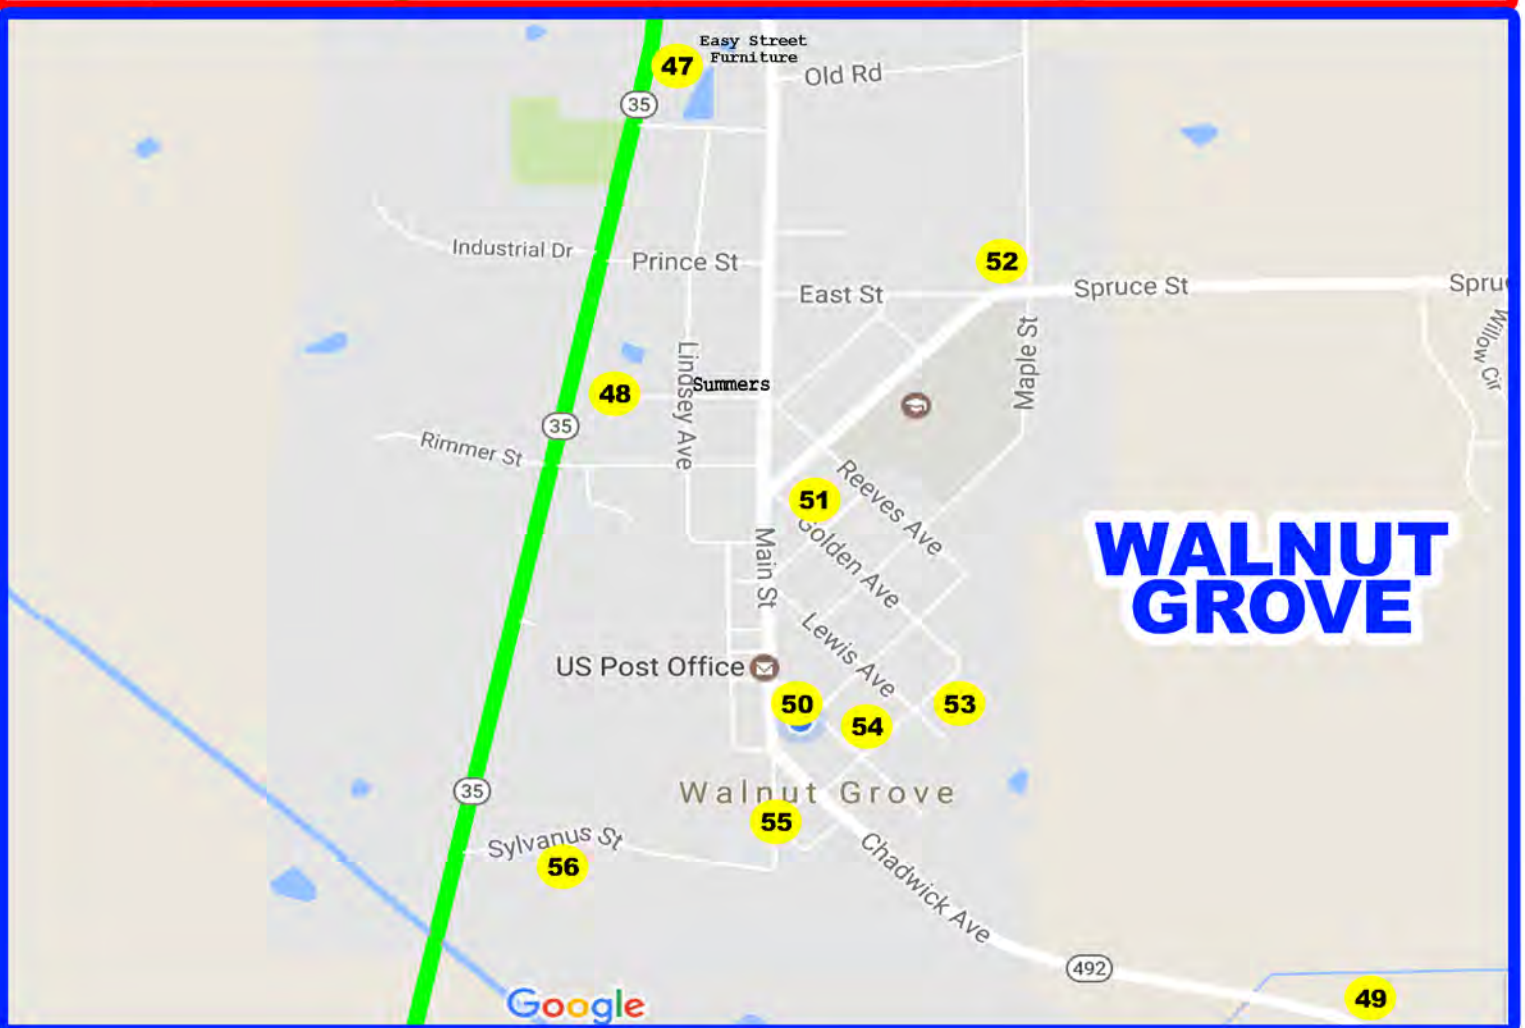 Easy Street
Furniture
47
Old Rd
35
Industrial Dr
Prince St
52
East St
Spruce St
Spru
Willow Cir
Maple St
Lindsey Ave
Summers
48
35
Rimmer St
Reeves Ave
51
Golden Ave
Main St
WALNUT
GROVE
Lewis Ave
US Post Office
50
53
54
35
Walnut Grove
55
Sylvanus St
56
Chadwick Ave
492
49
Google